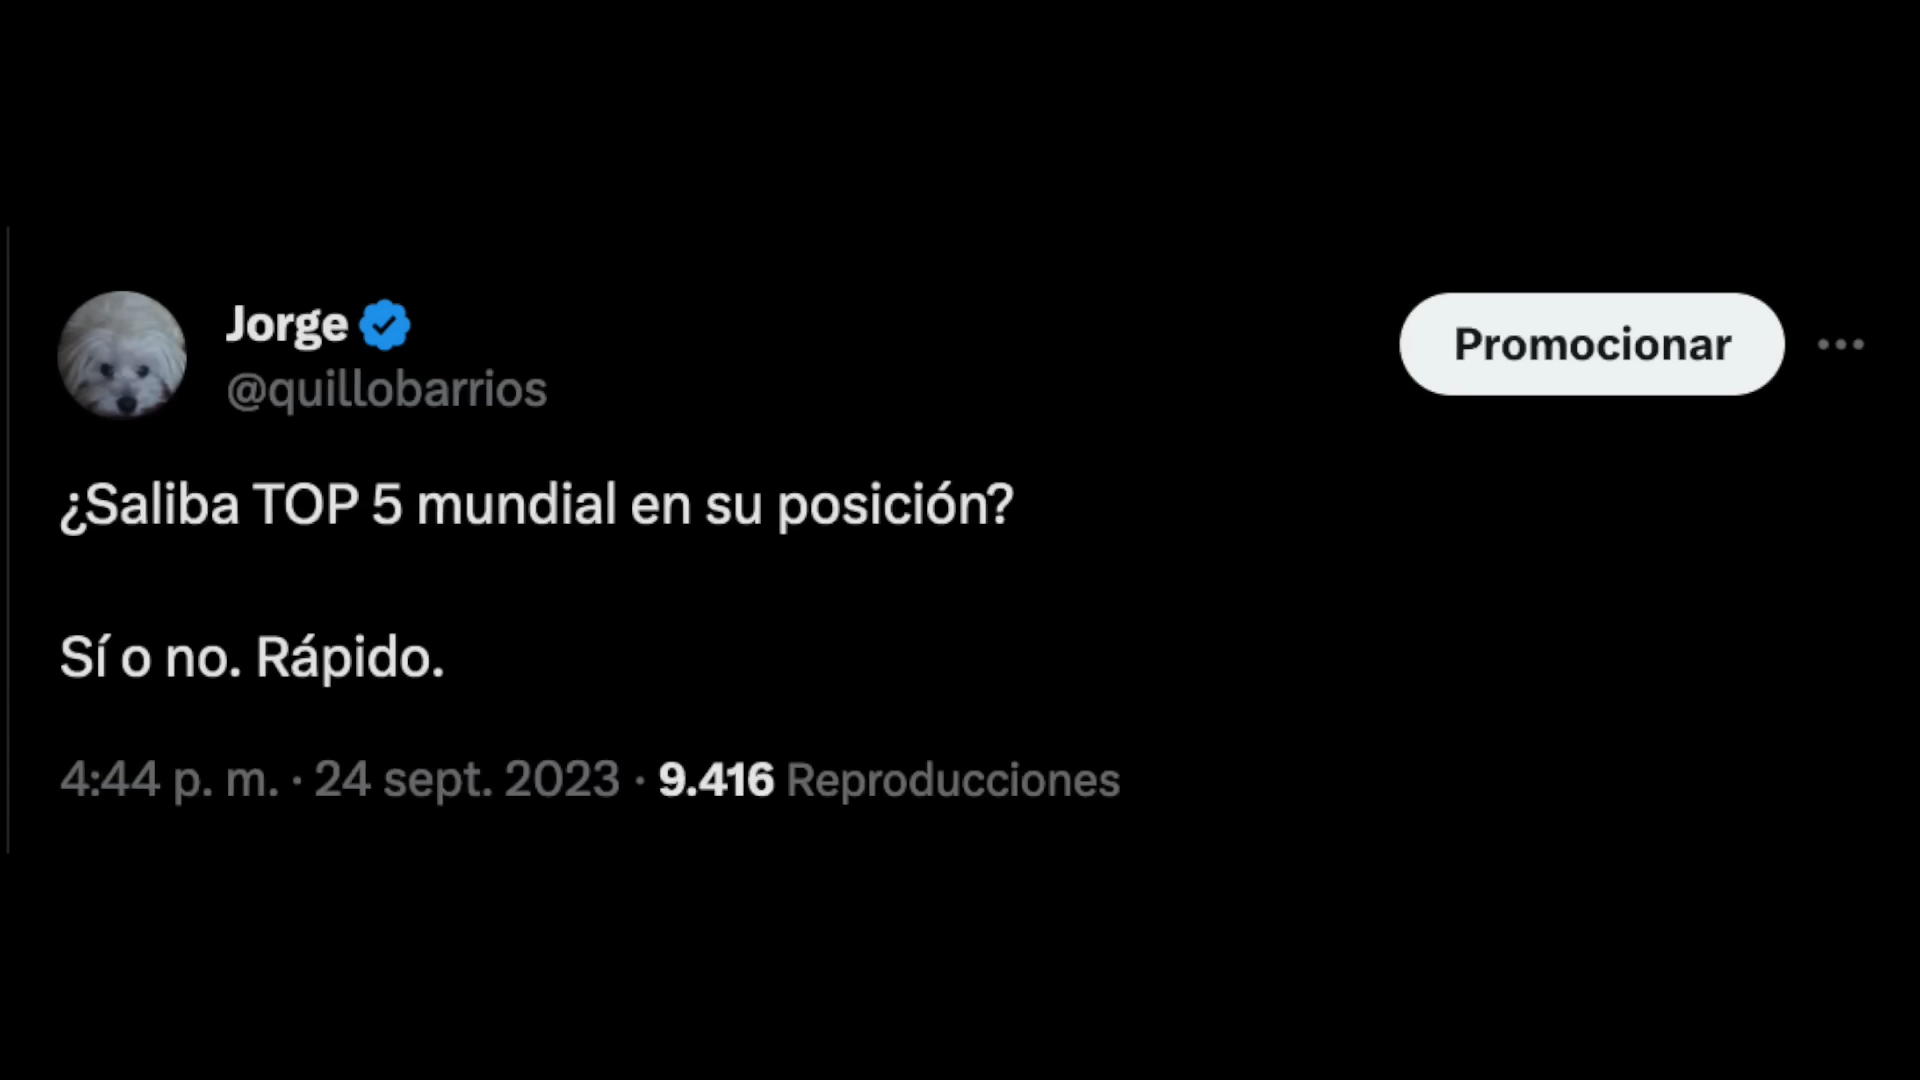 Jorge
Promocionar
@quillobarrios
¿Saliba TOP 5 mundial en su posición?
Sí o no. Rápido.
4:44 p. m. · 24 sept. 2023 · 9.416 Reproducciones